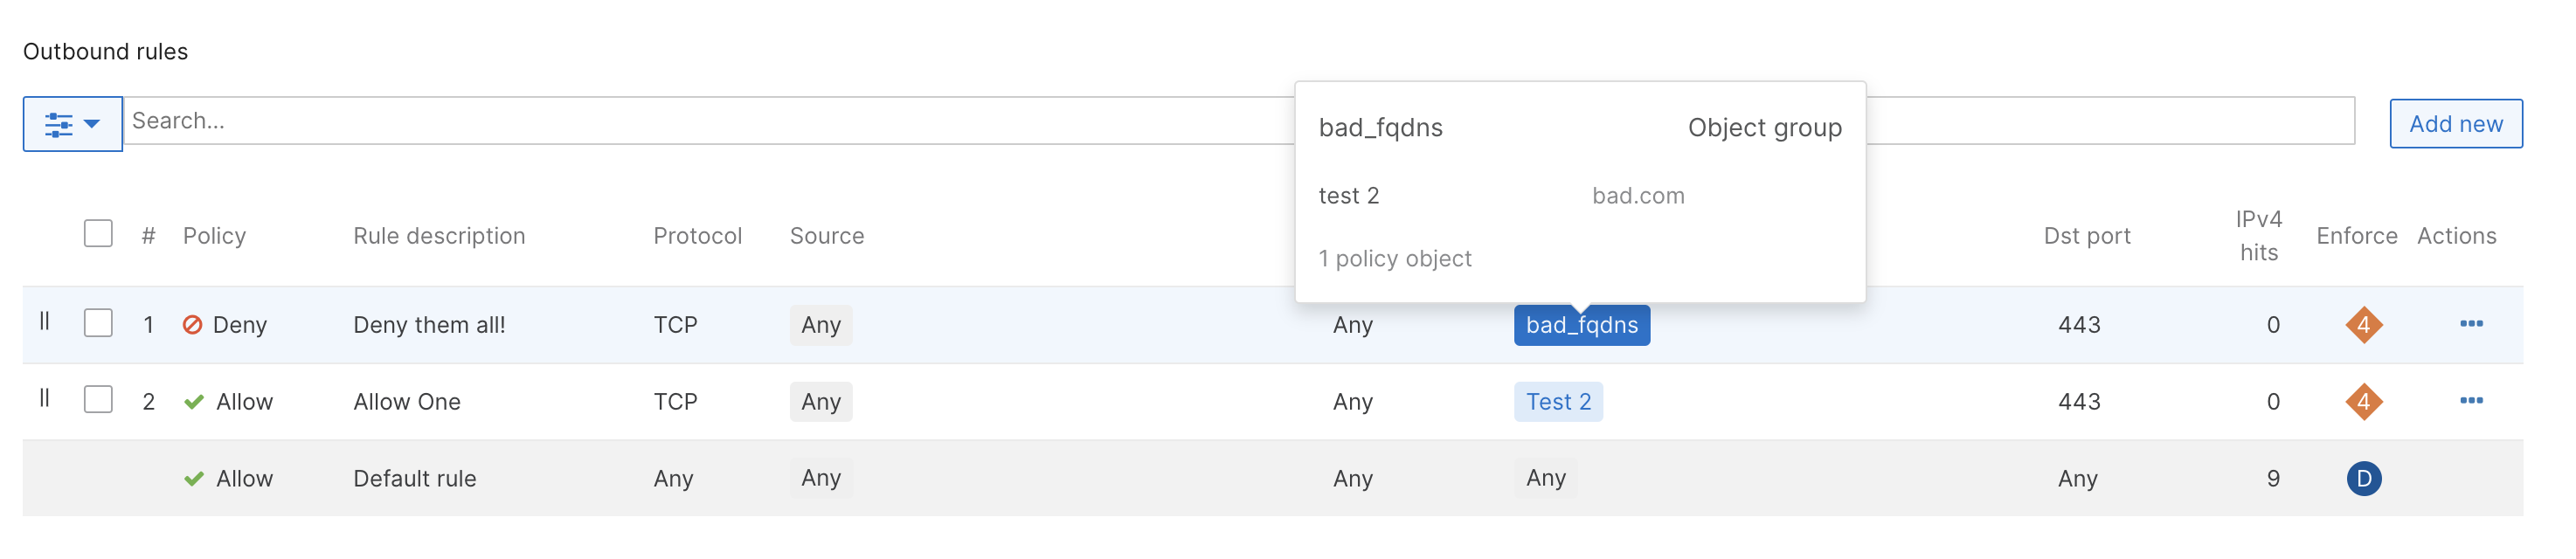 Outbound rules
Search...
Add new
bad_fqdns Object group
test 2 bad.com
1 policy object
# Policy Rule description Protocol Source Dst port IPv4 hits Enforce Actions
1 Deny Deny them all! TCP Any Any bad_fqdns 443 0 4
2 Allow Allow One TCP Any Any Test 2 443 0 4
Allow Default rule Any Any Any Any Any 9 D